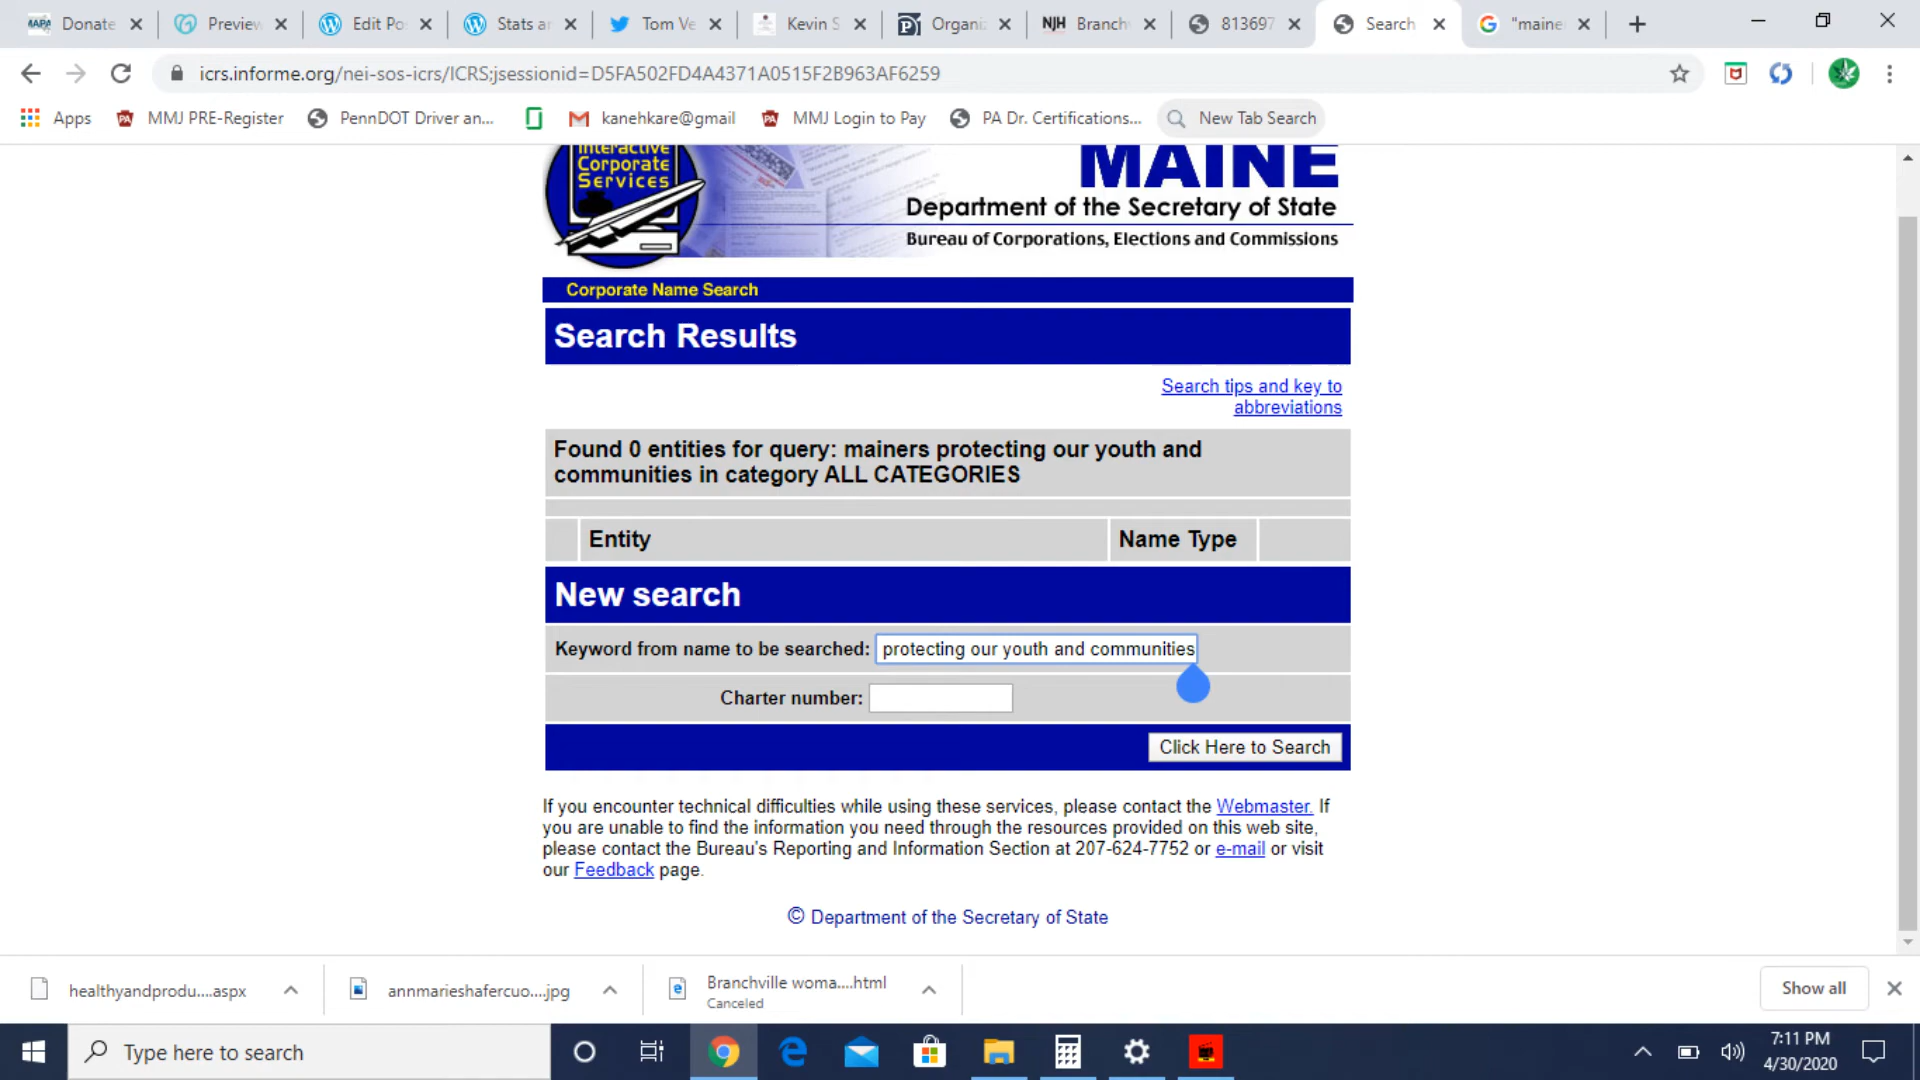 MAPA Donate
Preview
Edit Po
Stats ar
Tom Ve
Kevin S
Organi
NJH Branch
813697
Search
"maine
icrs.informe.org/nei-sos-icrs/ICRS;jsessionid=D5FA502FD4A4371A0515F2B963AF6259
Apps
MMJ PRE-Register
PennDOT Driver an...
kanehkare@gmail
MMJ Login to Pay
PA Dr. Certifications...
New Tab Search
Interactive
Corporate
Services
MAINE
Department of the Secretary of State
Bureau of Corporations, Elections and Commissions
Corporate Name Search
Search Results
Search tips and key to
abbreviations
Found 0 entities for query: mainers protecting our youth and
communities in category ALL CATEGORIES
Entity
Name Type
New search
Keyword from name to be searched: protecting our youth and communities
Charter number:
Click Here to Search
If you encounter technical difficulties while using these services, please contact the Webmaster. If
you are unable to find the information you need through the resources provided on this web site,
please contact the Bureau's Reporting and Information Section at 207-624-7752 or e-mail or visit
our Feedback page.
© Department of the Secretary of State
healthyandprodu....aspx
annmarieshafercuo....jpg
Branchville woma....html
Canceled
Show all
Type here to search
7:11 PM
4/30/2020